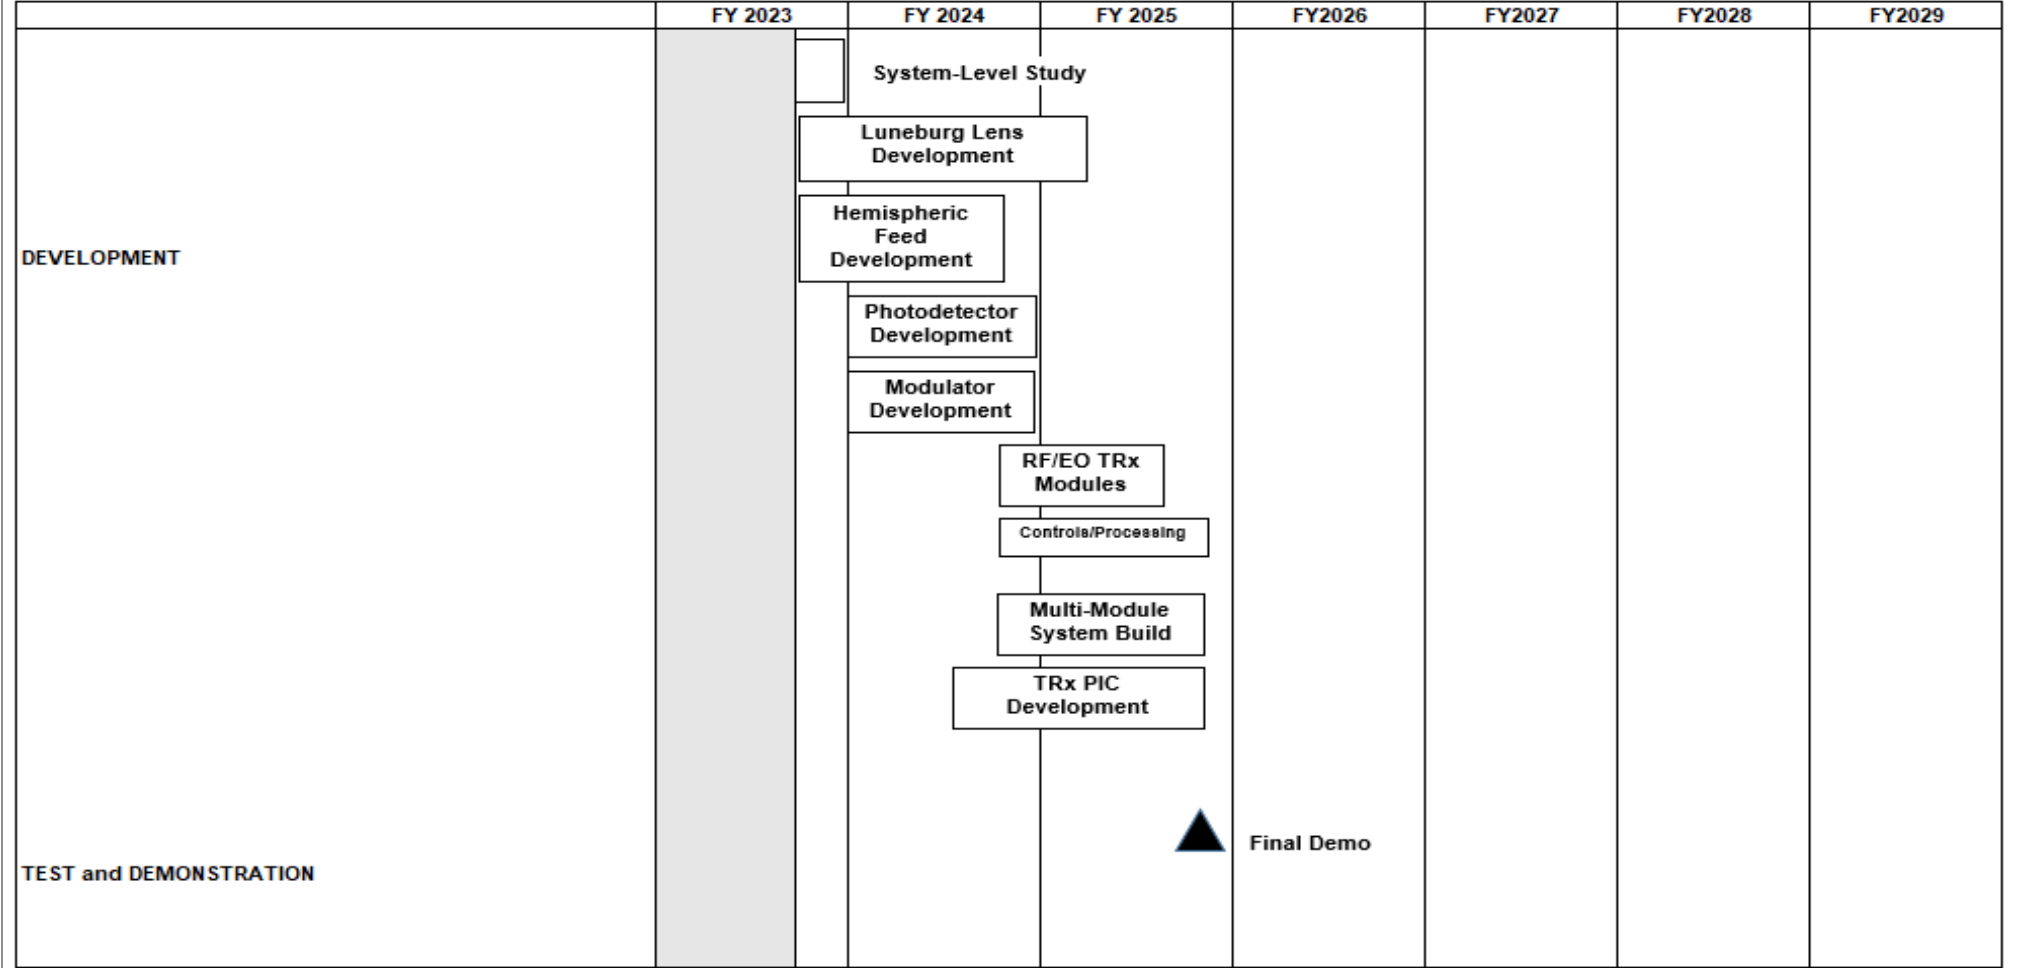 FY 2023 FY 2024 FY 2025 FY2026 FY2027 FY2028 FY2029
System-Level Study
Luneburg Lens
Development
Hemispheric
Feed
Development
DEVELOPMENT
Photodetector
Development
Modulator
Development
RF/EO TRx
Modules
Controls/Processing
Multi-Module
System Build
TRx PIC
Development
Final Demo
TEST and DEMONSTRATION